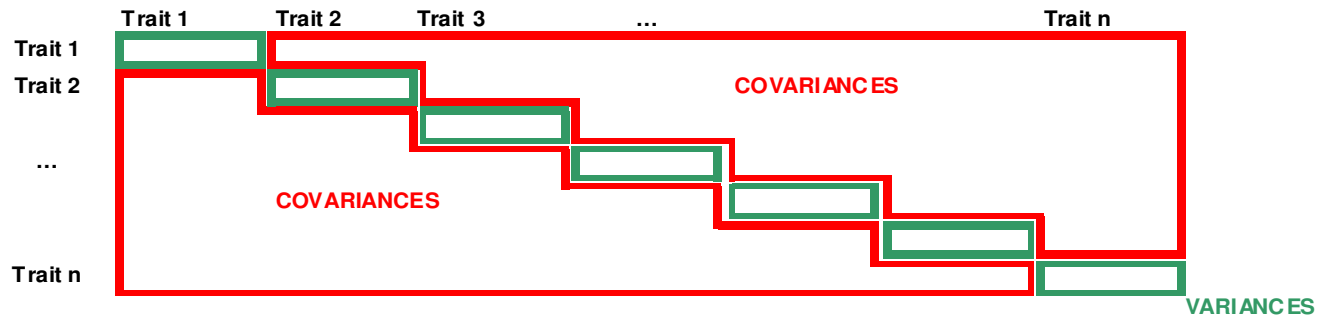 Trait 1 Trait 2 Trait 3 ... Trait n
Trait 1
Trait 2 COVARIANCES
...
COVARIANCES
Trait n
VARIANCES